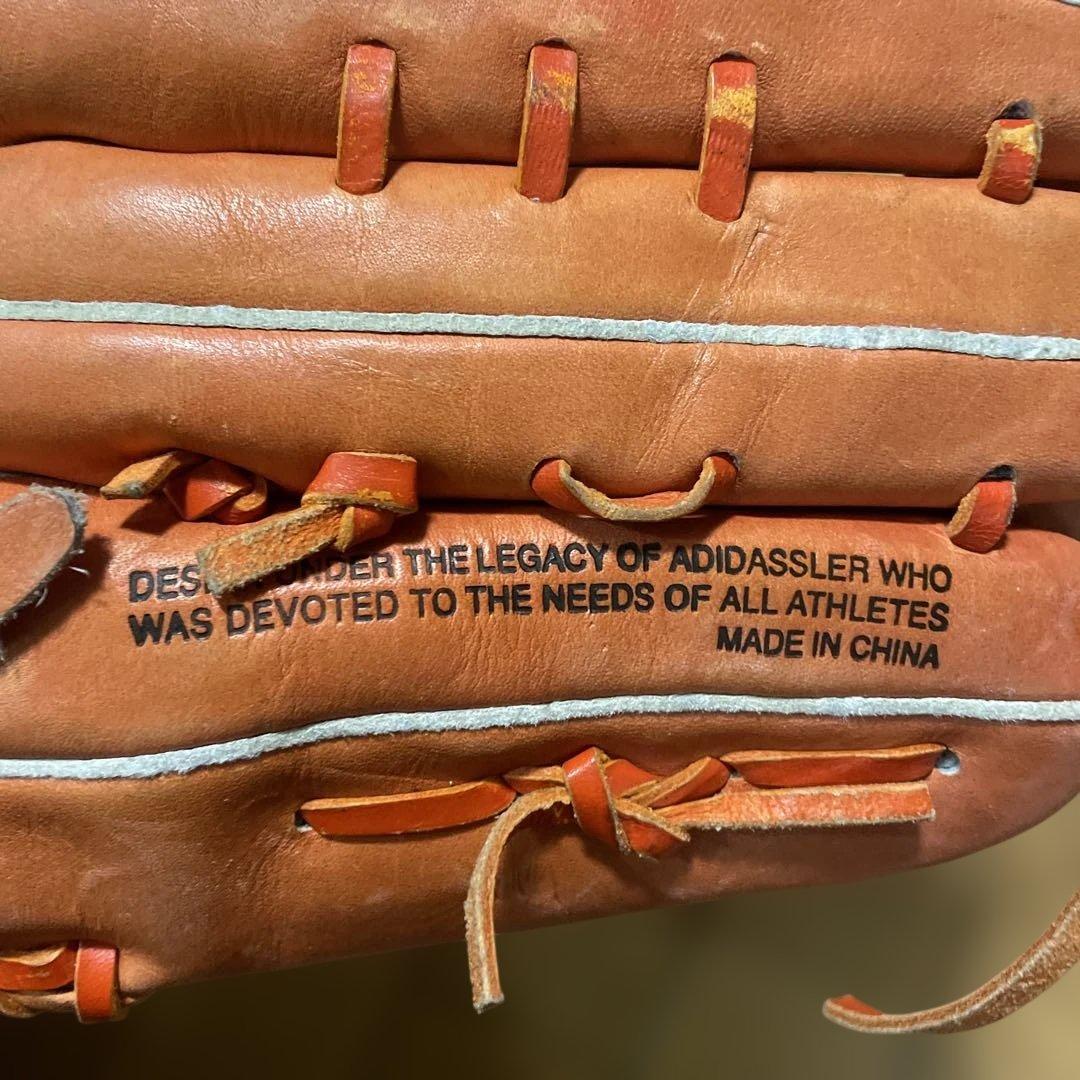 UNDER THE LEGACY OF ADIDASSLER WHO
WAS DEVOTED TO THE NEEDS OF ALL ATHLETES
MADE IN CHINA